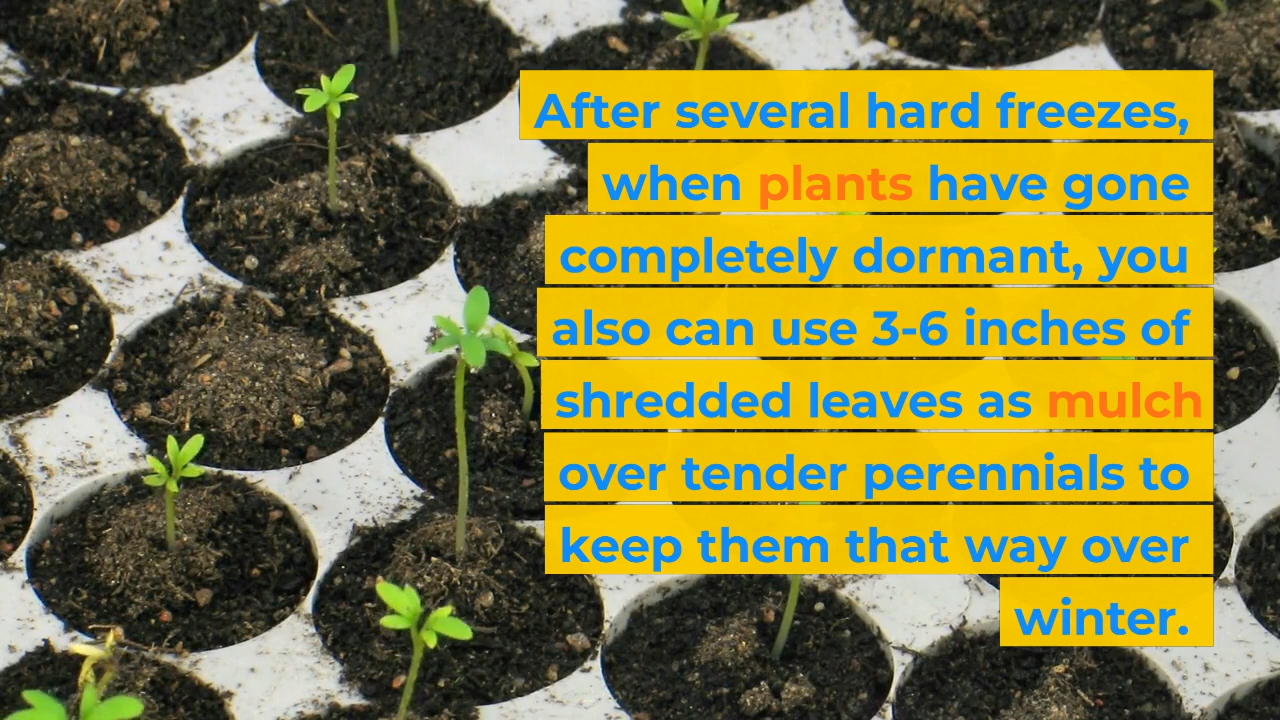 After several hard freezes,
when plants have gone
completely dormant, you
also can use 3-6 inches of
shredded leaves as mulch
over tender perennials to
keep them that way over
winter.